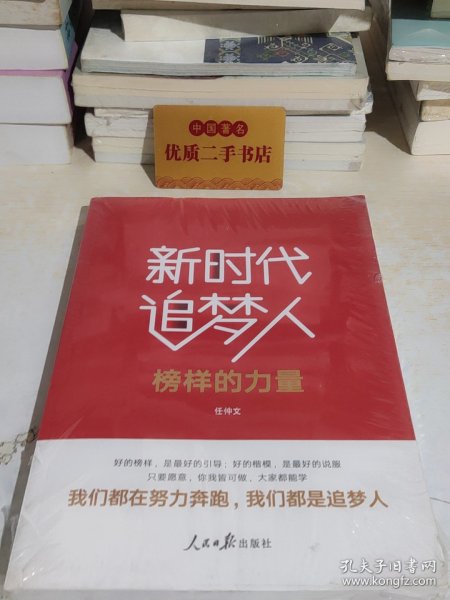 中国著名
优质二手书店
新时代
追梦人
榜样的力量
任仲文
好的榜样，是最好的引导；好的楷模，是最好的说服
只要愿意，你我皆可做，大家都能学
我们都在努力奔跑，我们都是追梦人
人民日报出版社
孔夫子旧书网
www.kongfz.com